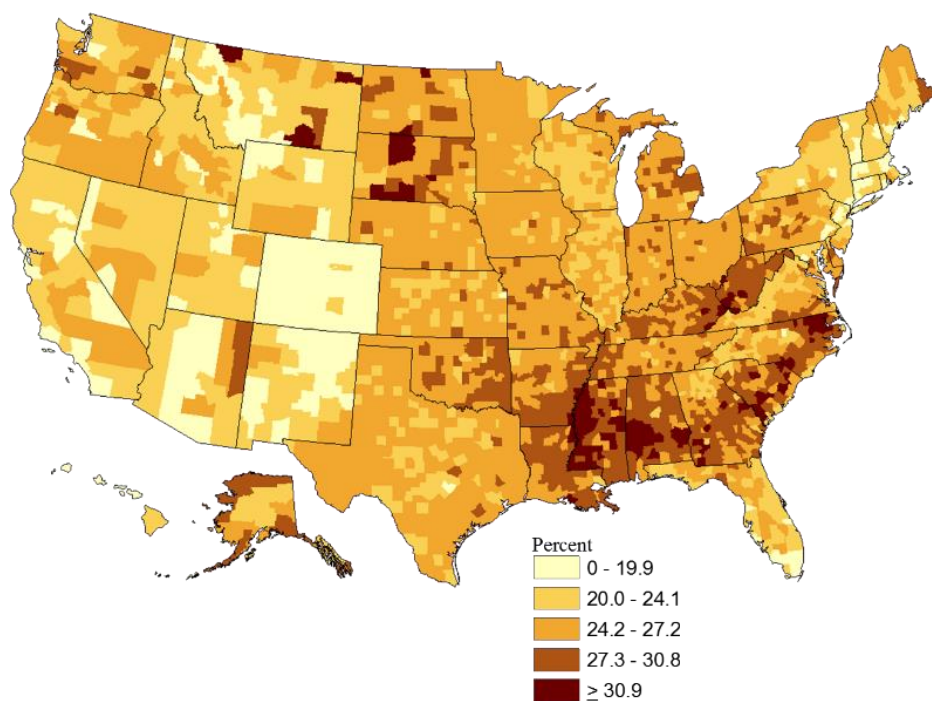 Percent
0 - 19.9
20.0 - 24.1
24.2 - 27.2
27.3 - 30.8
≥ 30.9